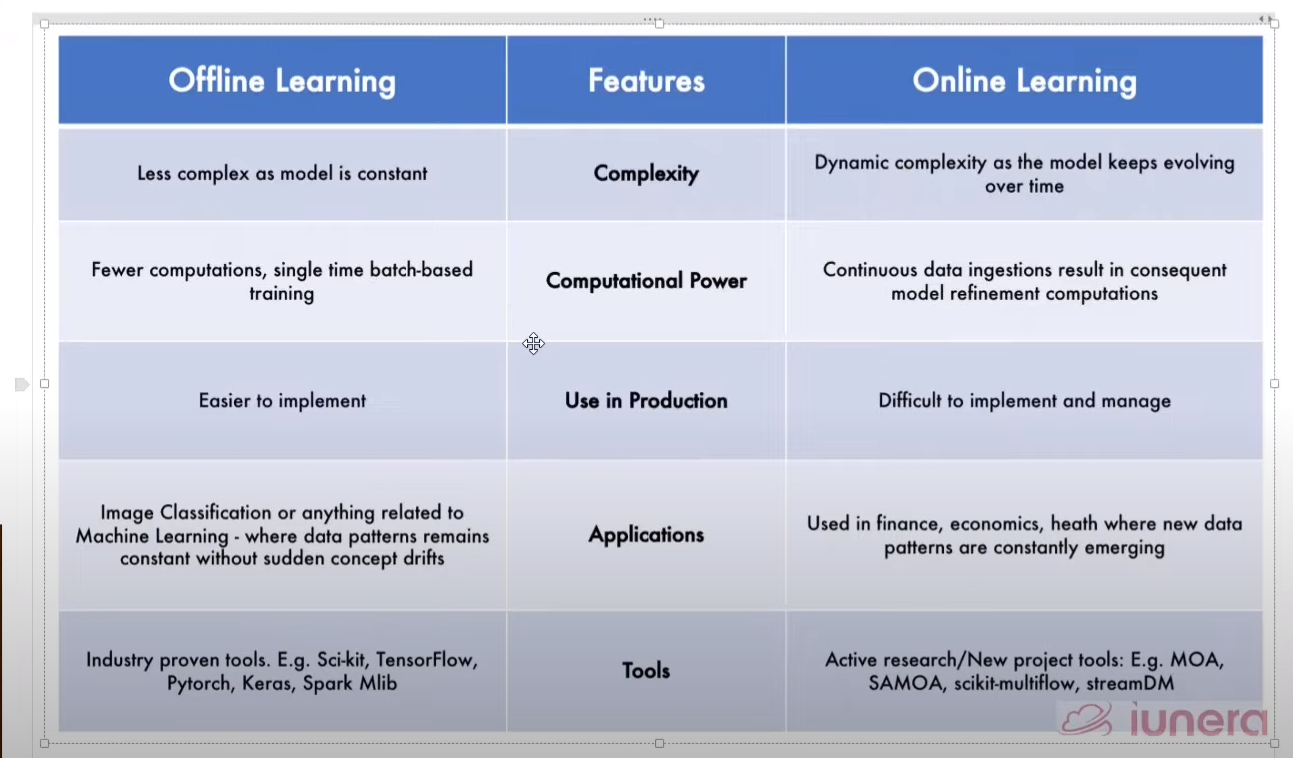 Offline Learning
Features
Online Learning
Less complex as model is constant
Complexity
Dynamic complexity as the model keeps evolving
over time
Fewer computations, single time batch-based
training
Computational Power
Continuous data ingestions result in consequent
model refinement computations
Easier to implement
Use in Production
Difficult to implement and manage
Image Classification or anything related to
Machine Learning - where data patterns remains
constant without sudden concept drifts
Applications
Used in finance, economics, heath where new data
patterns are constantly emerging
Industry proven tools. E.g. Sci-kit, TensorFlow,
Pytorch, Keras, Spark Mlib
Tools
Active research/New project tools: E.g. MOA,
SAMOA, scikit-multiflow, streamDM
iunera